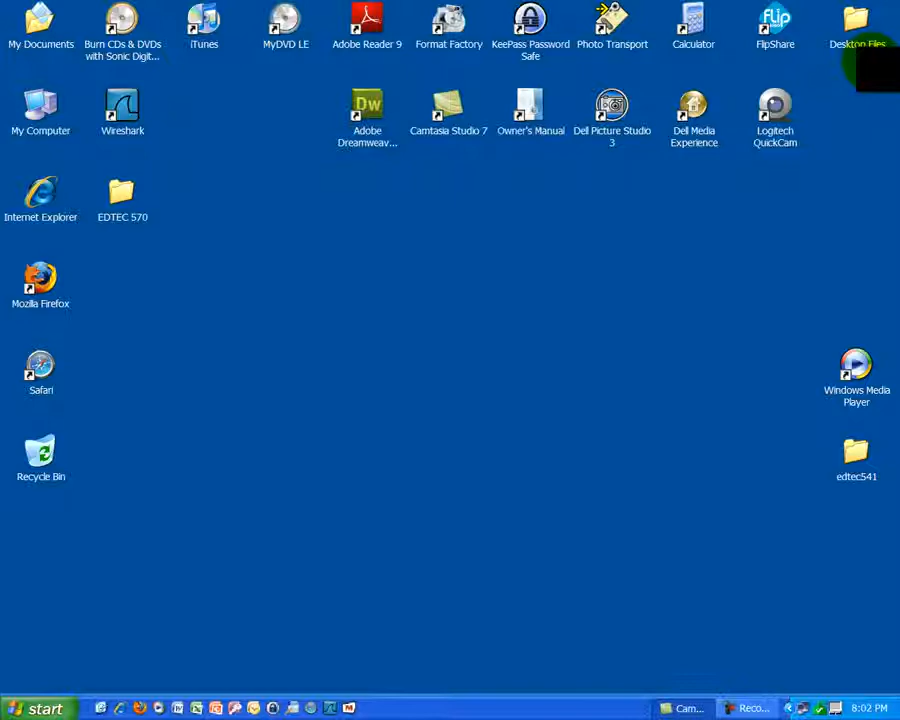 My Documents
Burn CDs & DVDs
with Sonic Digit...
iTunes
MyDVD LE
Adobe Reader 9
Format Factory
KeePass Password
Safe
Photo Transport
Calculator
flip
FlipShare
Desktop Files
My Computer
Wireshark
Dw
Adobe
Dreamweav...
Camtasia Studio 7
Owner's Manual
Dell Picture Studio
3
Dell Media
Experience
Logitech
QuickCam
Internet Explorer
EDTEC 570
Mozilla Firefox
Safari
Windows Media
Player
Recycle Bin
edtec541
start
Cam...
Reco...
8:02 PM